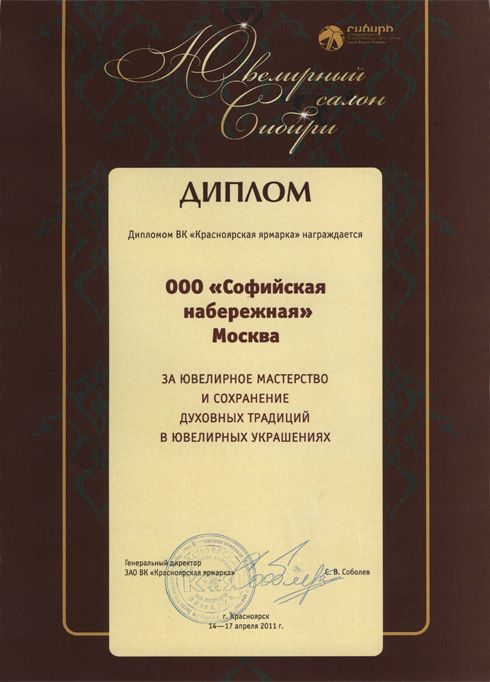 Сибирь
Ювелирный
салон
Сибири
ДИПЛОМ
Дипломом ВК «Красноярская ярмарка» награждается
ООО «Софийская
набережная»
Москва
ЗА ЮВЕЛИРНОЕ МАСТЕРСТВО
И СОХРАНЕНИЕ
ДУХОВНЫХ ТРАДИЦИЙ
В ЮВЕЛИРНЫХ УКРАШЕНИЯХ
Генеральный директор
ЗАО ВК «Красноярская ярмарка»
С. В. Соболев
г. Красноярск
14—17 апреля 2011 г.